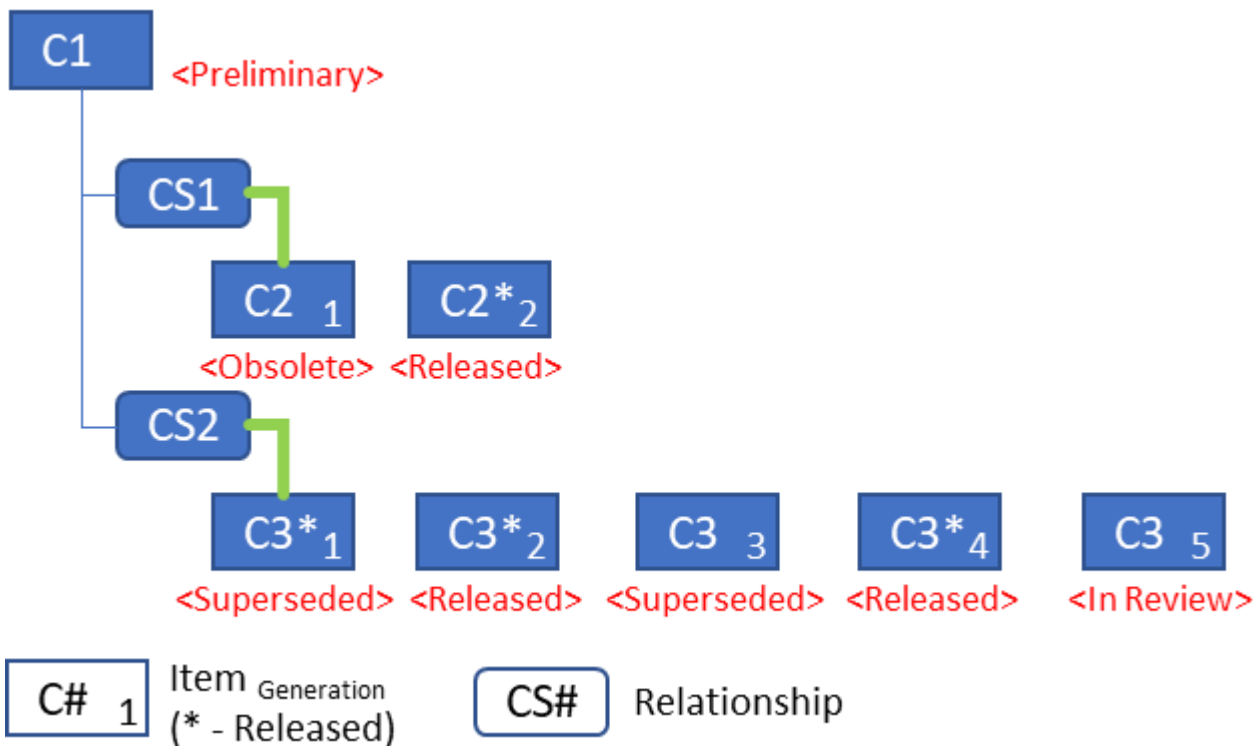 C1
<Preliminary>
CS1
C2 1
C2*2
<Obsolete> <Released>
CS2
C3*1
C3*2
C3 3
C3*4
C3 5
<Superseded> <Released> <Superseded> <Released> <In Review>
C# 1
Item Generation
(* - Released)
CS#
Relationship